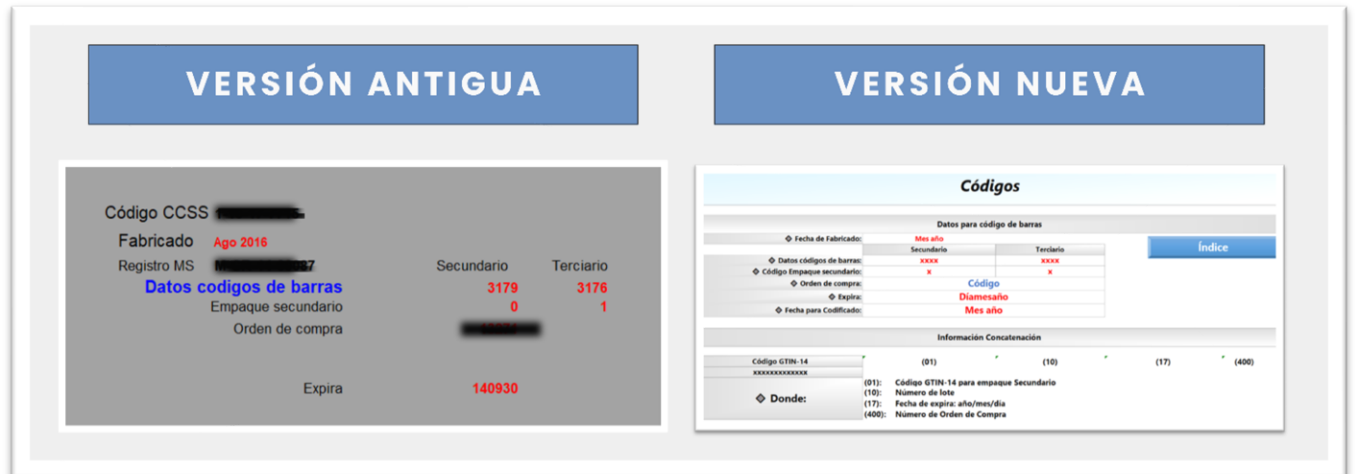 VERSIÓN ANTIGUA
Código CCSS
Fabricado Ago 2016
Registro MS
Secundario Terciario
Datos codigos de barras 3179 3176
Empaque secundario 0 1
Orden de compra
Expira 140930
VERSIÓN NUEVA
Códigos
Datos para código de barras
Índice
Fecha de Fabricado: Mes año
Secundario Terciario
Datos códigos de barras: xxxx xxxx
Código Empaque secundario: x x
Orden de compra: Código
Expira: Díamesaño
Fecha para Codificado: Mes año
Información Concatenación
Código GTIN-14 (01) (10) (17) (400)
xxxxxxxxxxxxx
Donde:
(01): Código GTIN-14 para empaque Secundario
(10): Número de lote
(17): Fecha de expira: año/mes/día
(400): Número de Orden de Compra